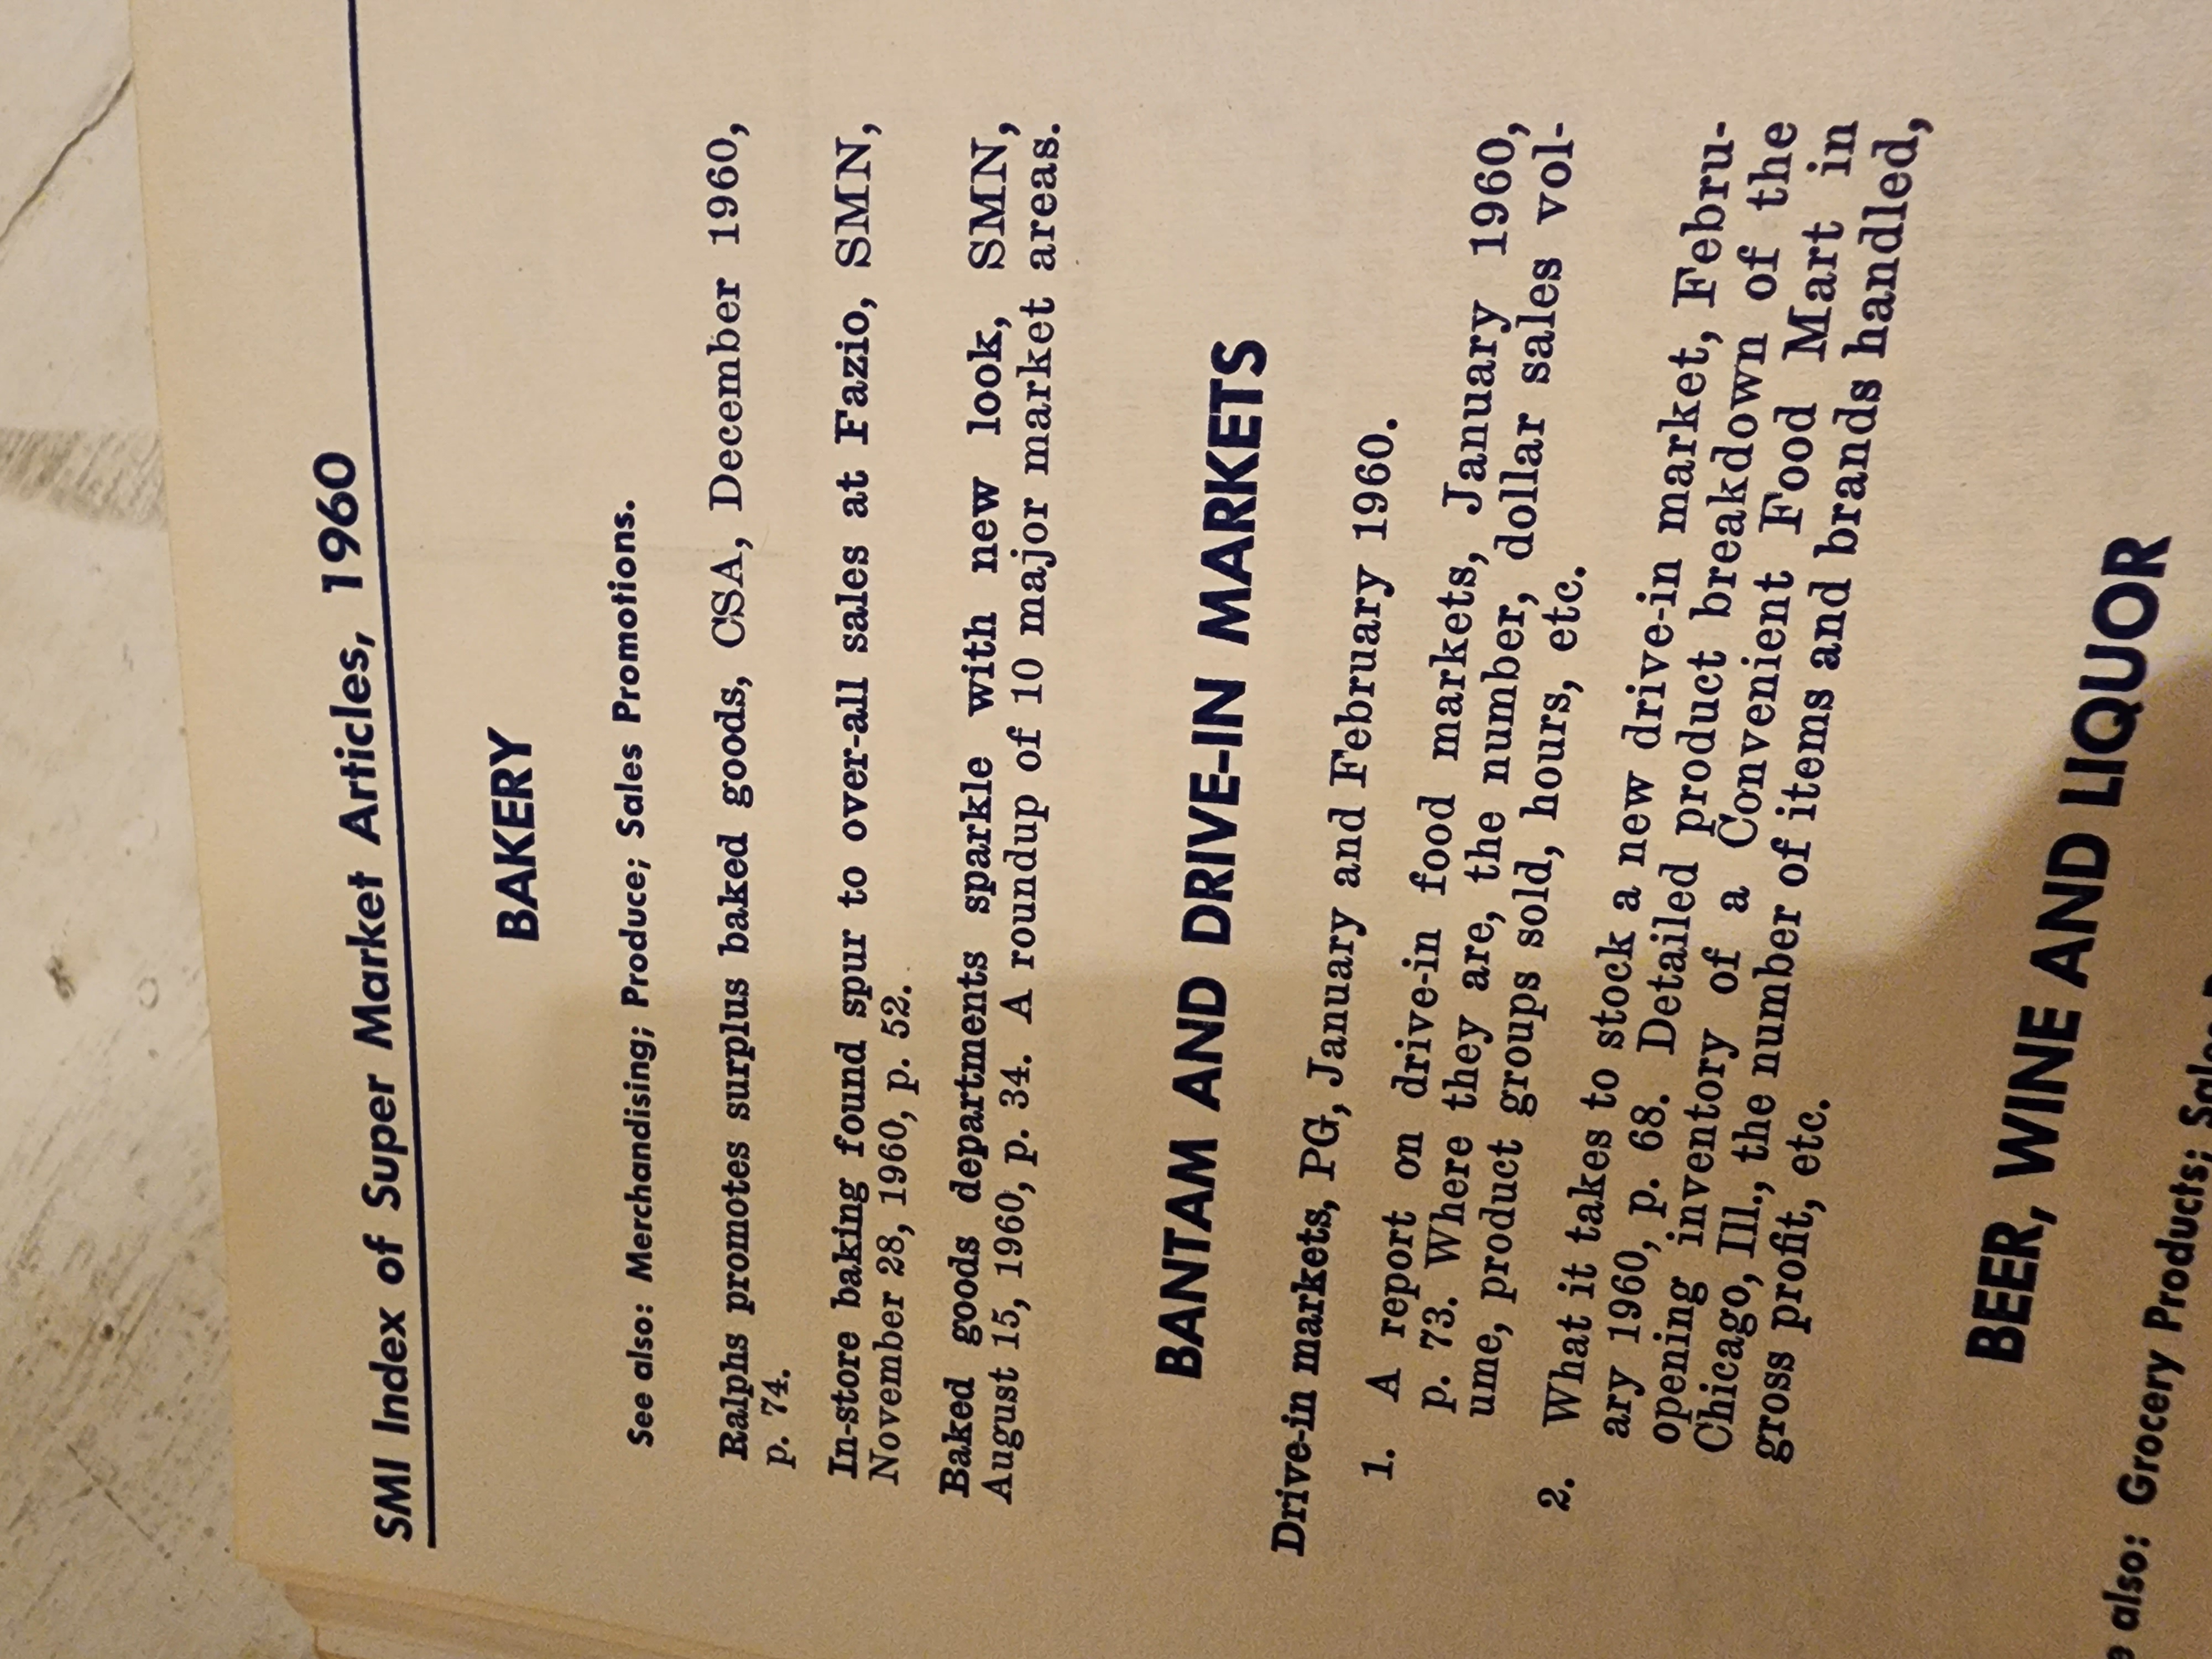 SMI Index of Super Market Articles, 1960
BAKERY
See also: Merchandising; Produce; Sales Promotions.
Ralphs promotes surplus baked goods, CSA, December 1960,
p. 74.
In-store baking found spur to over-all sales at Fazio, SMN,
November 28, 1960, p. 52.
Baked goods departments sparkle with new look, SMN,
August 15, 1960, p. 34. A roundup of 10 major market areas.
BANTAM AND DRIVE-IN MARKETS
Drive-in markets, PG, January and February 1960.
1. A report on drive-in food markets, January 1960,
p. 73. Where they are, the number, dollar sales vol-
ume, product groups sold, hours, etc.
2. What it takes to stock a new drive-in market, Febru-
ary 1960, p. 68. Detailed product breakdown of the
opening inventory of a Convenient Food Mart in
Chicago, Ill., the number of items and brands handled,
gross profit, etc.
BEER, WINE AND LIQUOR
also: Grocery Products;